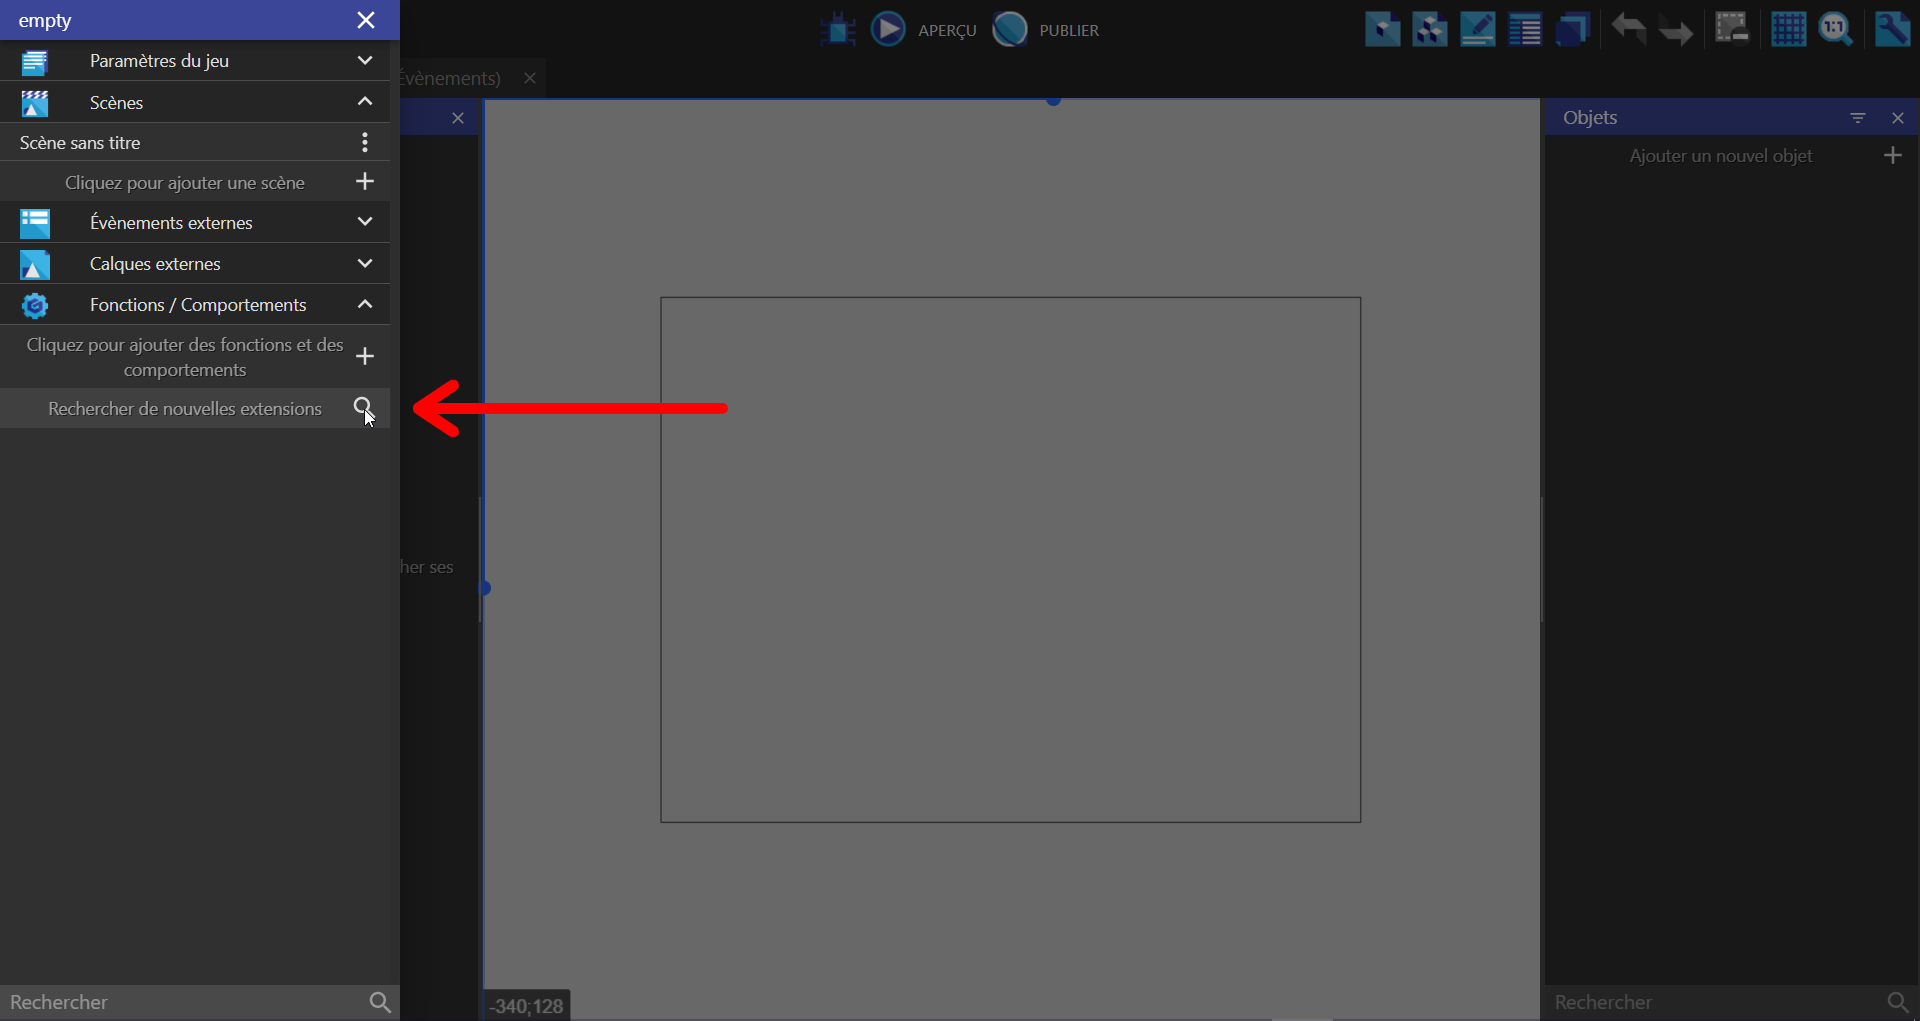 empty
APERÇU
PUBLIER
1:1
Paramètres du jeu
Évènements)
Scènes
Objets
Scène sans titre
Ajouter un nouvel objet
Cliquez pour ajouter une scène
Évènements externes
Calques externes
Fonctions / Comportements
Cliquez pour ajouter des fonctions et des
comportements
Rechercher de nouvelles extensions
her ses
Rechercher
-340;128
Rechercher